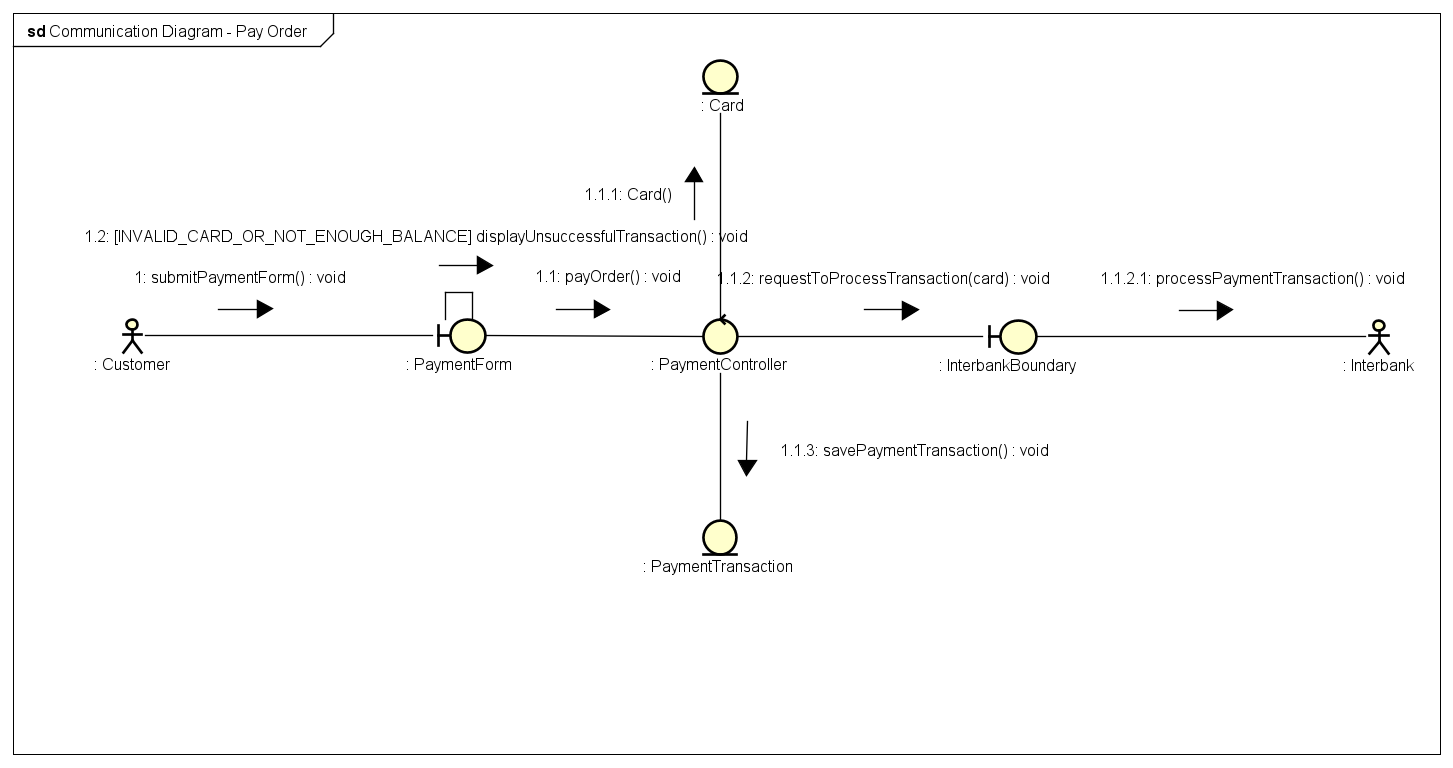 sd Communication Diagram - Pay Order
: Card
1.1.1: Card()
1.2: [INVALID_CARD_OR_NOT_ENOUGH_BALANCE] displayUnsuccessfulTransaction() : void
1: submitPaymentForm() : void
1.1: payOrder() : void
1.1.2: requestToProcessTransaction(card) : void
1.1.2.1: processPaymentTransaction() : void
: Customer
: PaymentForm
: PaymentController
: InterbankBoundary
: Interbank
1.1.3: savePaymentTransaction() : void
: PaymentTransaction